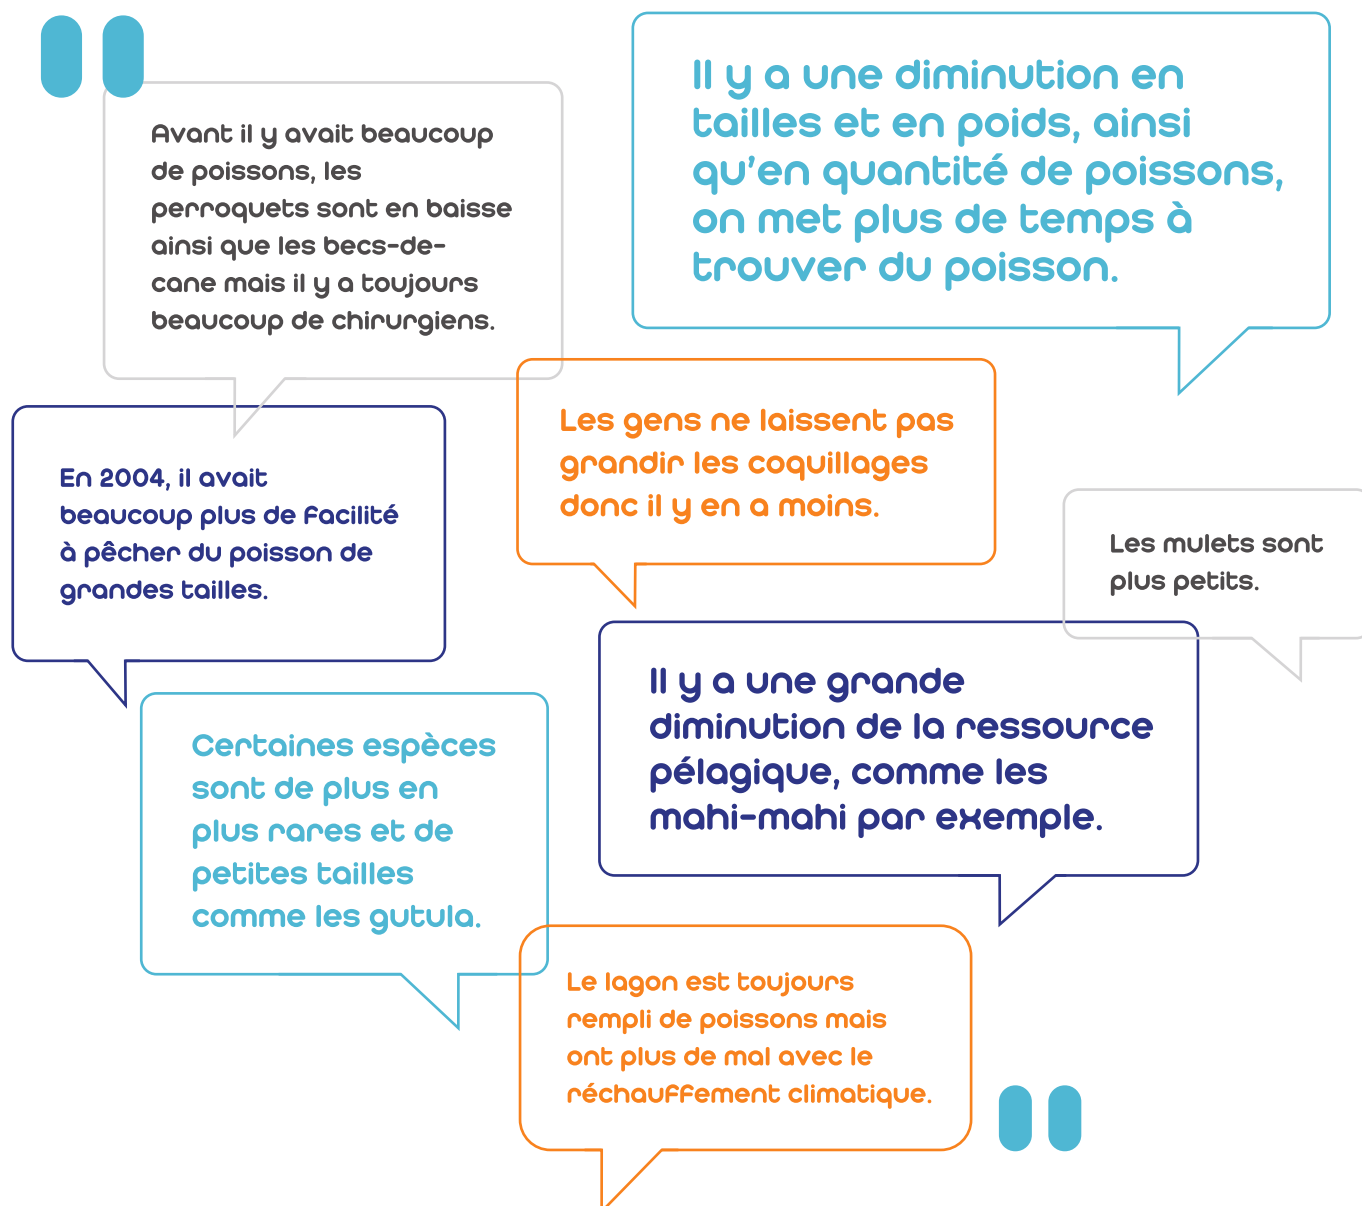 Avant il y avait beaucoup
de poissons, les
perroquets sont en baisse
ainsi que les becs-de-
cane mais il y a toujours
beaucoup de chirurgiens.
Il y a une diminution en
tailles et en poids, ainsi
qu'en quantité de poissons,
on met plus de temps à
trouver du poisson.
En 2004, il avait
beaucoup plus de facilité
à pêcher du poisson de
grandes tailles.
Les gens ne laissent pas
grandir les coquillages
donc il y en a moins.
Les mulets sont
plus petits.
Certaines espèces
sont de plus en
plus rares et de
petites tailles
comme les gutula.
Il y a une grande
diminution de la ressource
pélagique, comme les
mahi-mahi par exemple.
Le lagon est toujours
rempli de poissons mais
ont plus de mal avec le
réchauffement climatique.